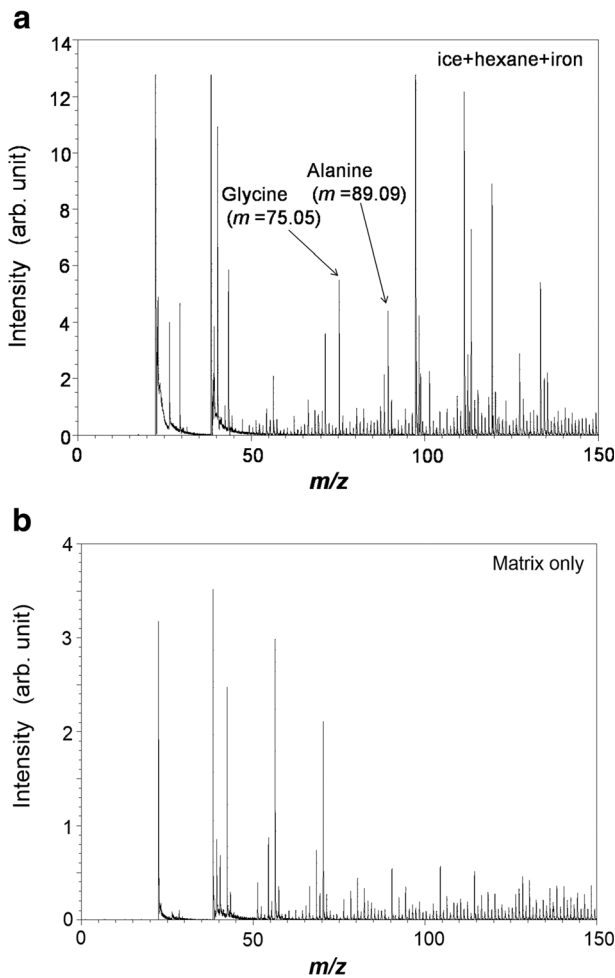 a
14
ice+hexane+iron
12
10
Alanine
(m =89.09)
8
Glycine
(m =75.05)
6
4
2
0
0
50
100
150
Intensity (arb. unit)
m/z
b
4
Matrix only
3
2
1
0
0
50
100
150
Intensity (arb. unit)
m/z